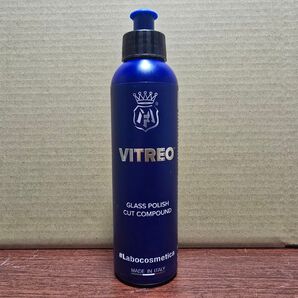 VITREO
GLASS POLISH
CUT COMPOUND
#Labocosmetica
MADE IN ITALY